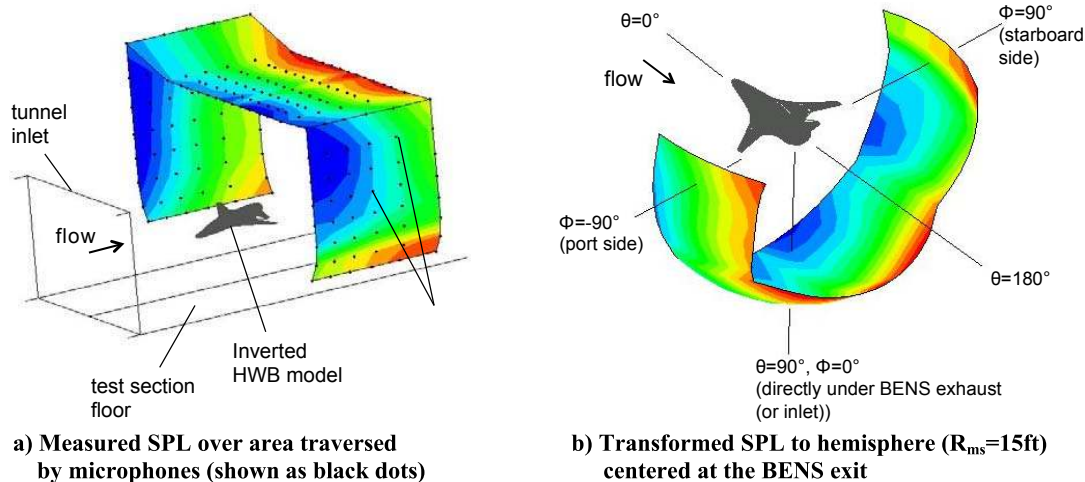 tunnel
inlet
flow
test section
floor
Inverted
HWB model
a) Measured SPL over area traversed
by microphones (shown as black dots)
θ=0°
flow
Φ=90°
(starboard
side)
Φ=-90°
(port side)
θ=180°
θ=90°, Φ=0°
(directly under BENS exhaust
(or inlet))
b) Transformed SPL to hemisphere (Rms=15ft)
centered at the BENS exit